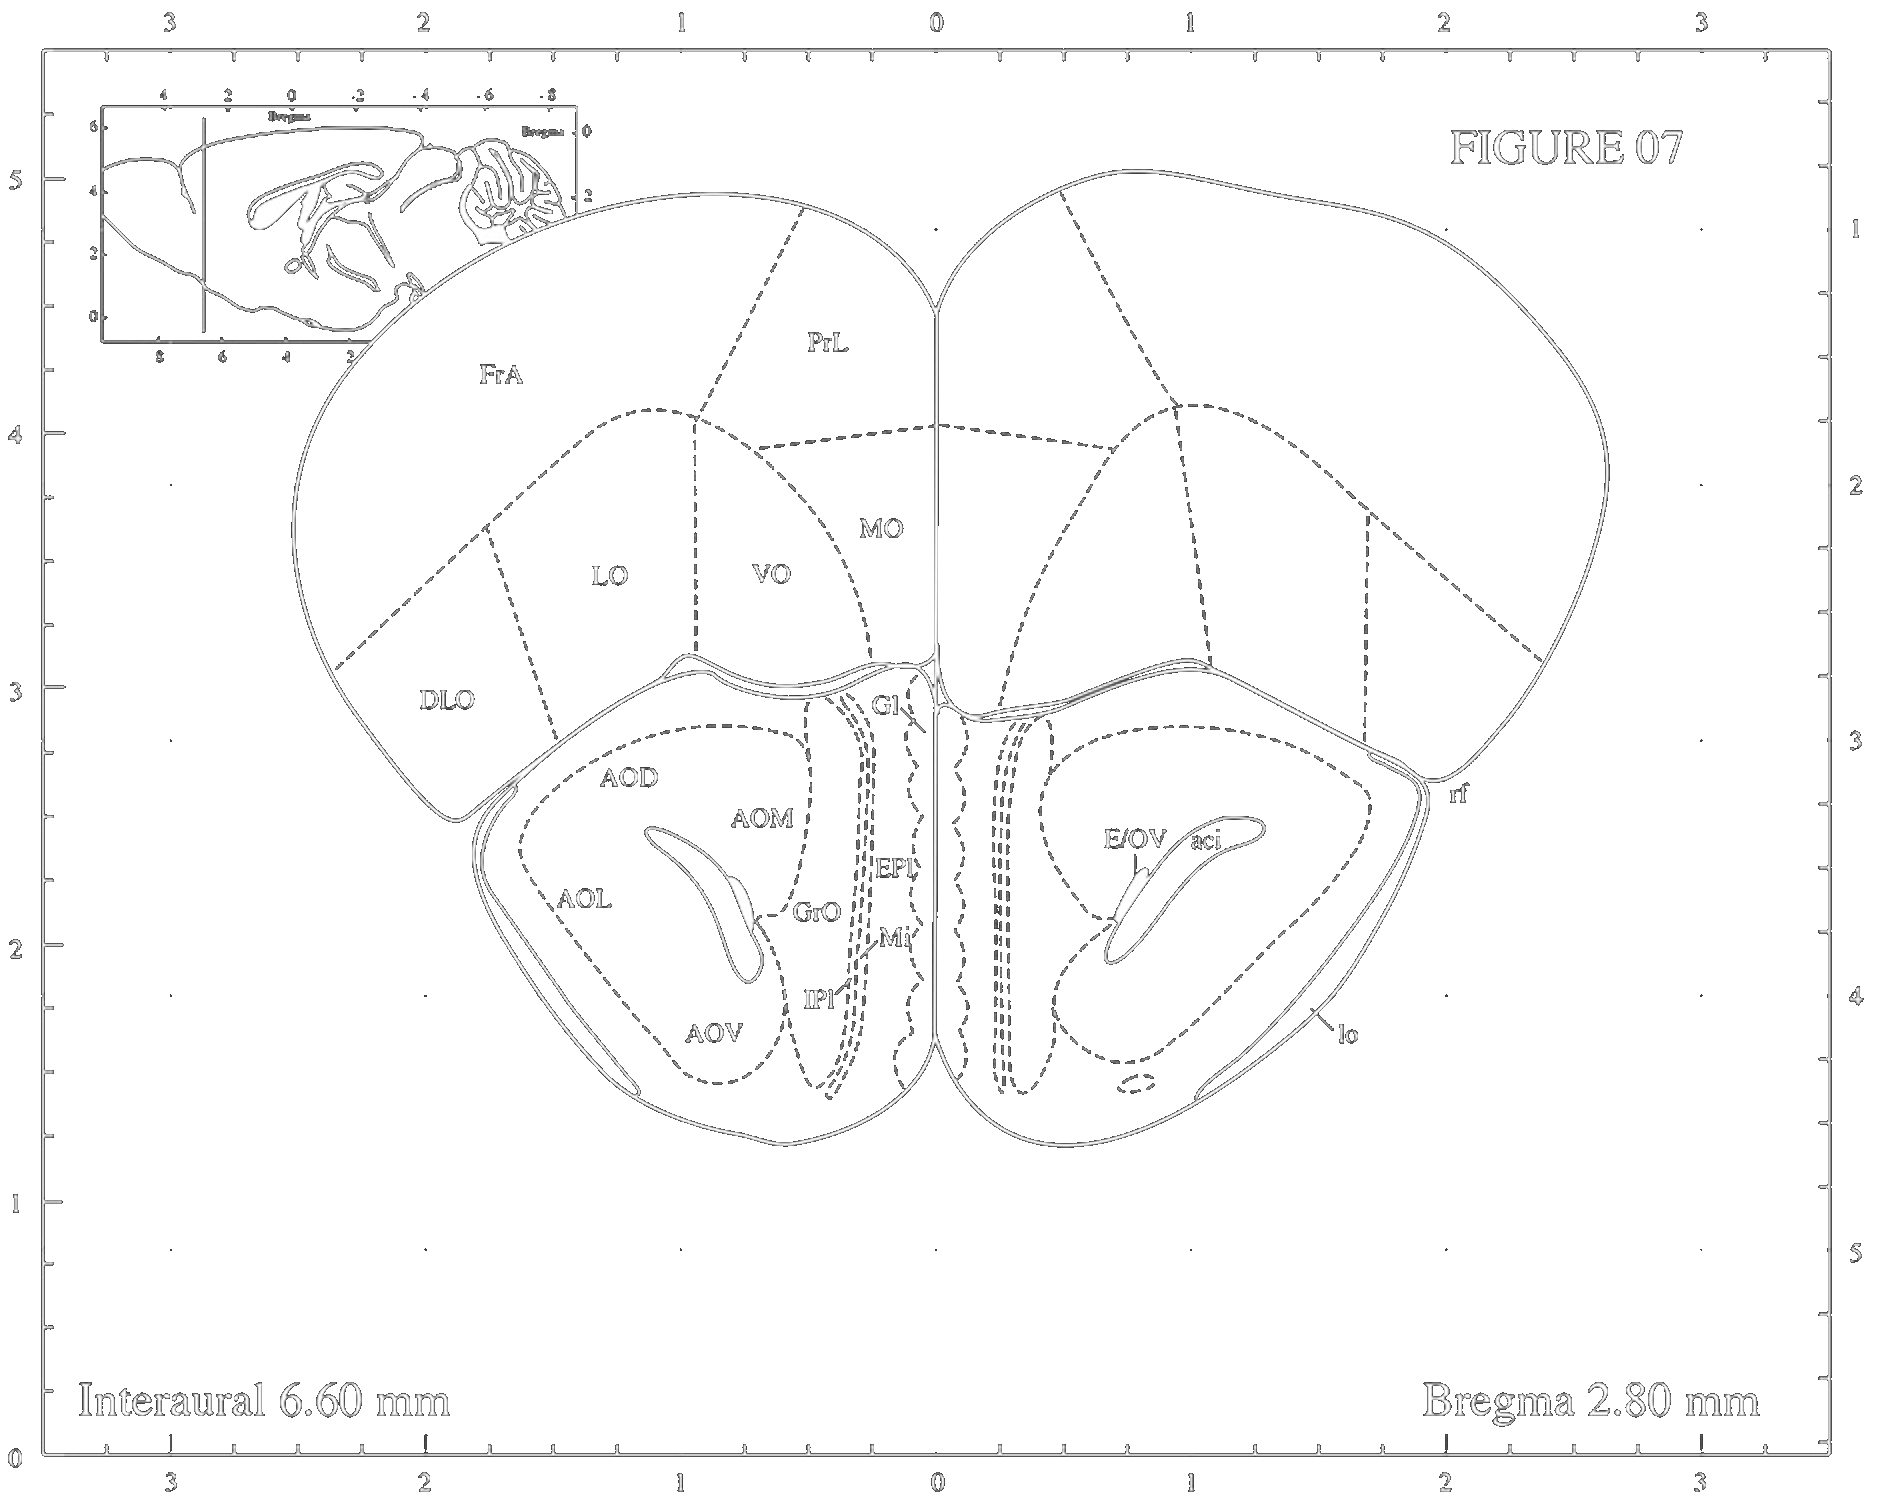 3 2 1 0 1 2 3
4 2 0 -2 -4 -6 -8
Bregma
6 Bregma 0
FIGURE 07
5
4 2
1
2
0
8 6 4 2
PrL
FrA
4
2
MO
LO VO
3
DLO
GI
3
AOD
rf
AOM
E/OV aci
EPl
AOL
GrO
2 Mi
IPl
4
AOV
lo
1
5
Interaural 6.60 mm
Bregma 2.80 mm
0
3 2 1 0 1 2 3